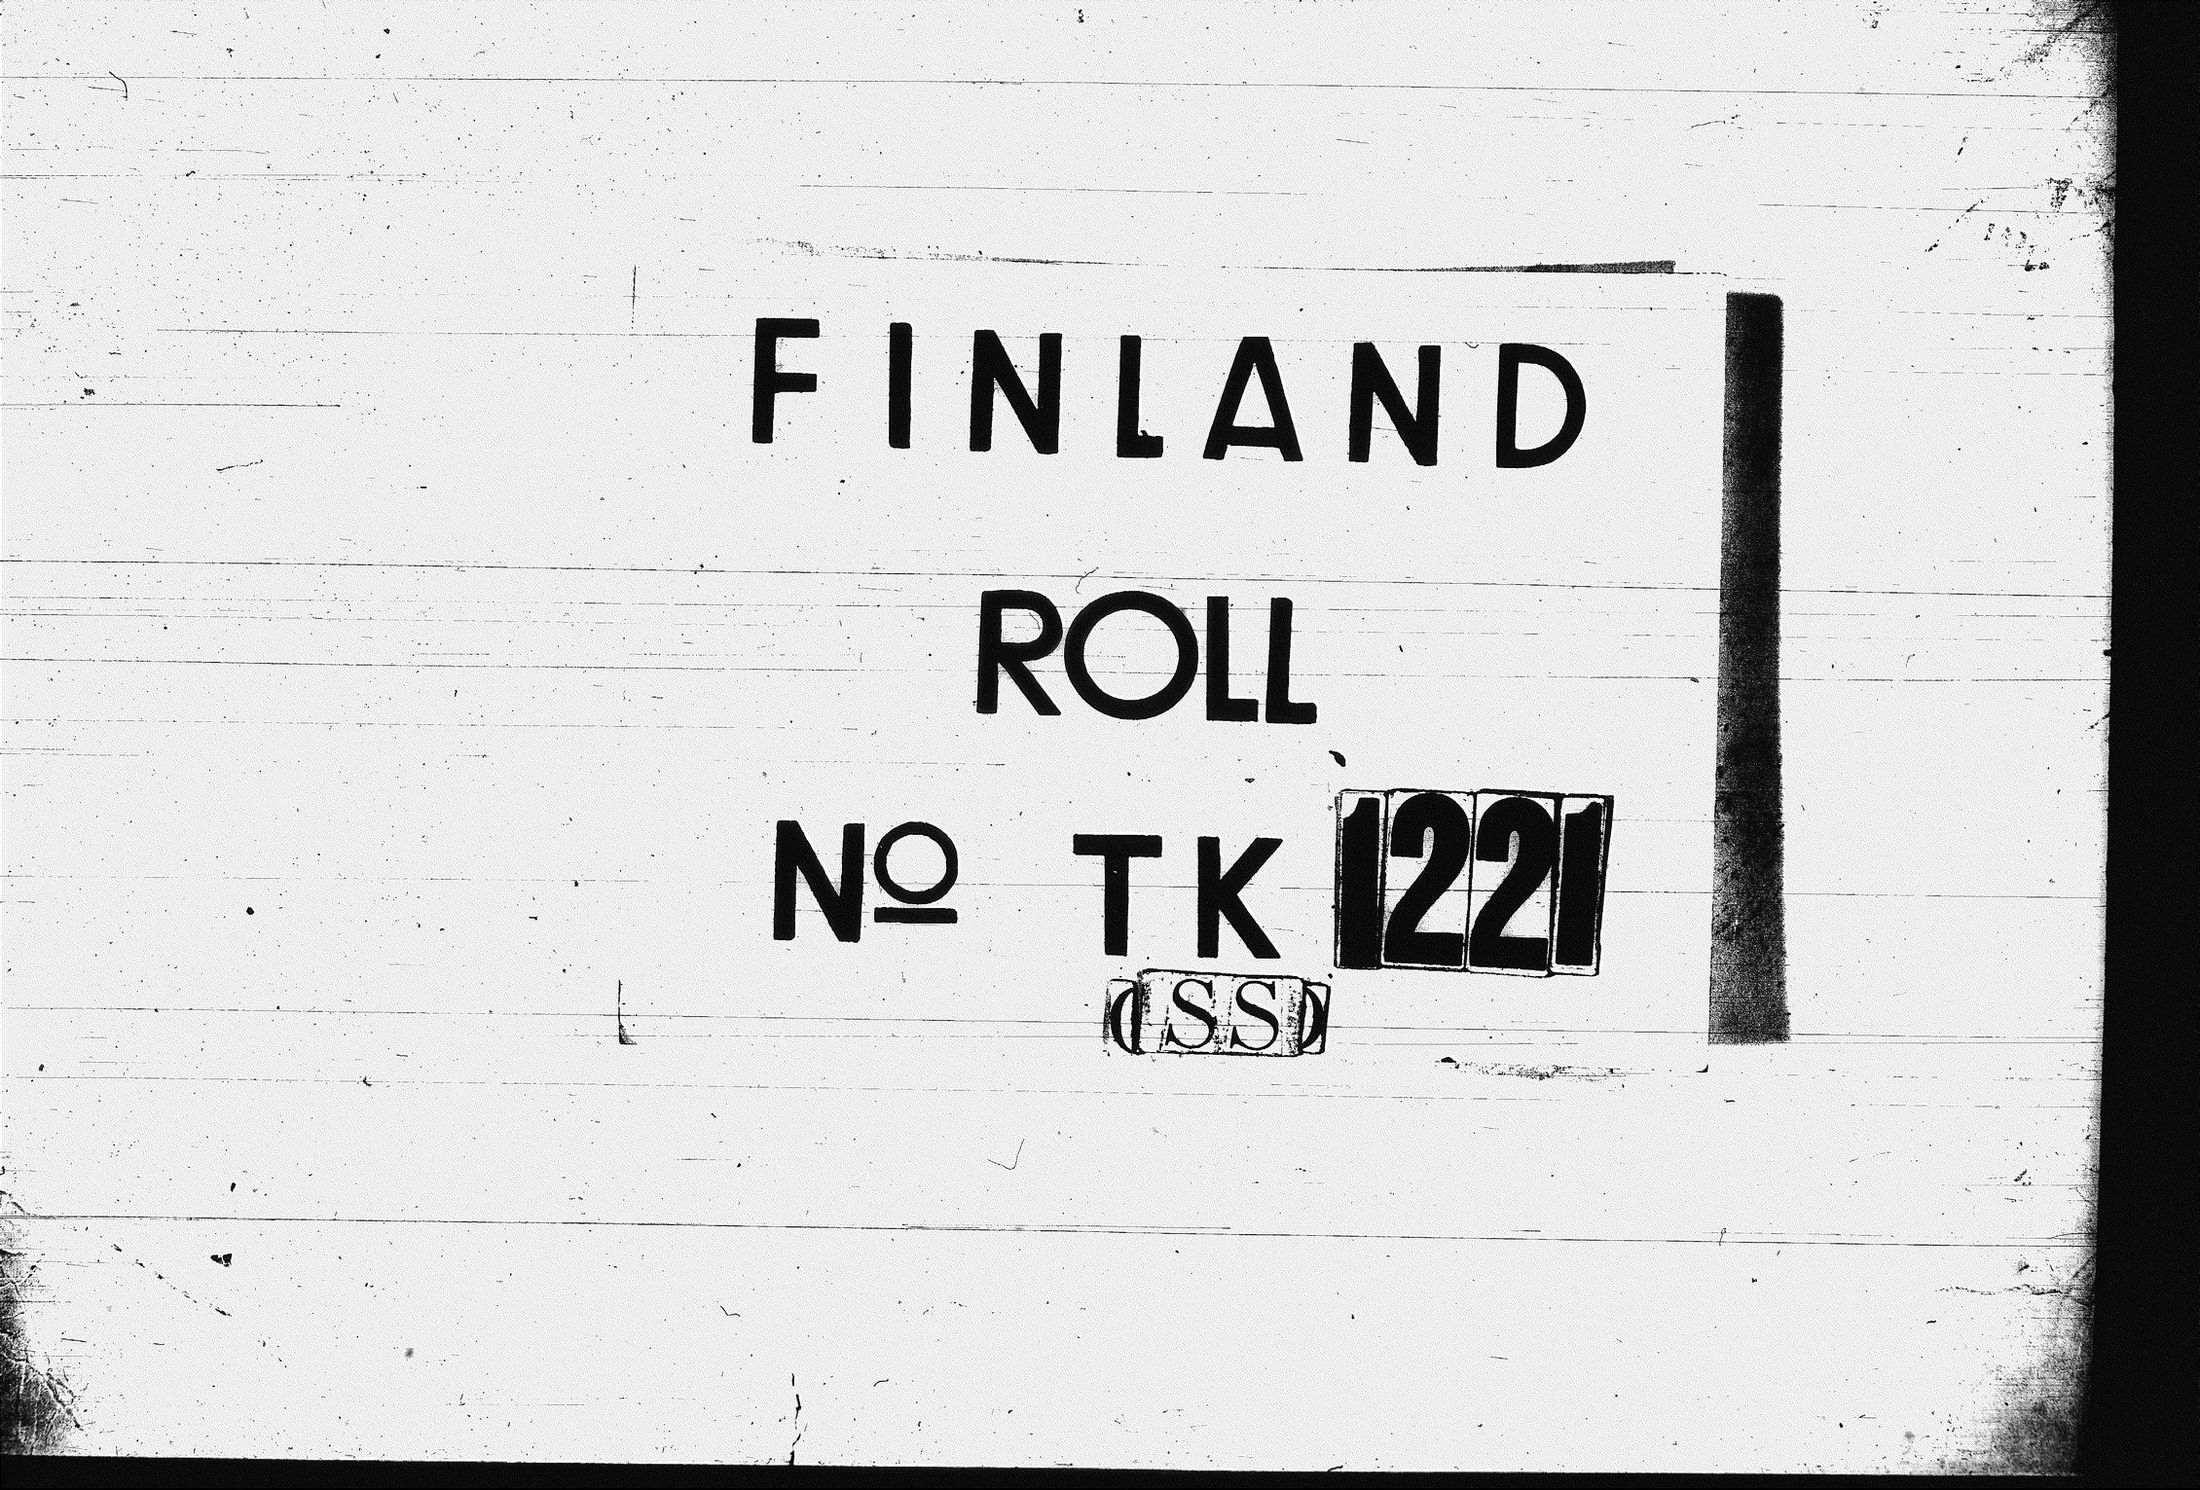 FINLAND
ROLL
Nº TK 1221
(SS)